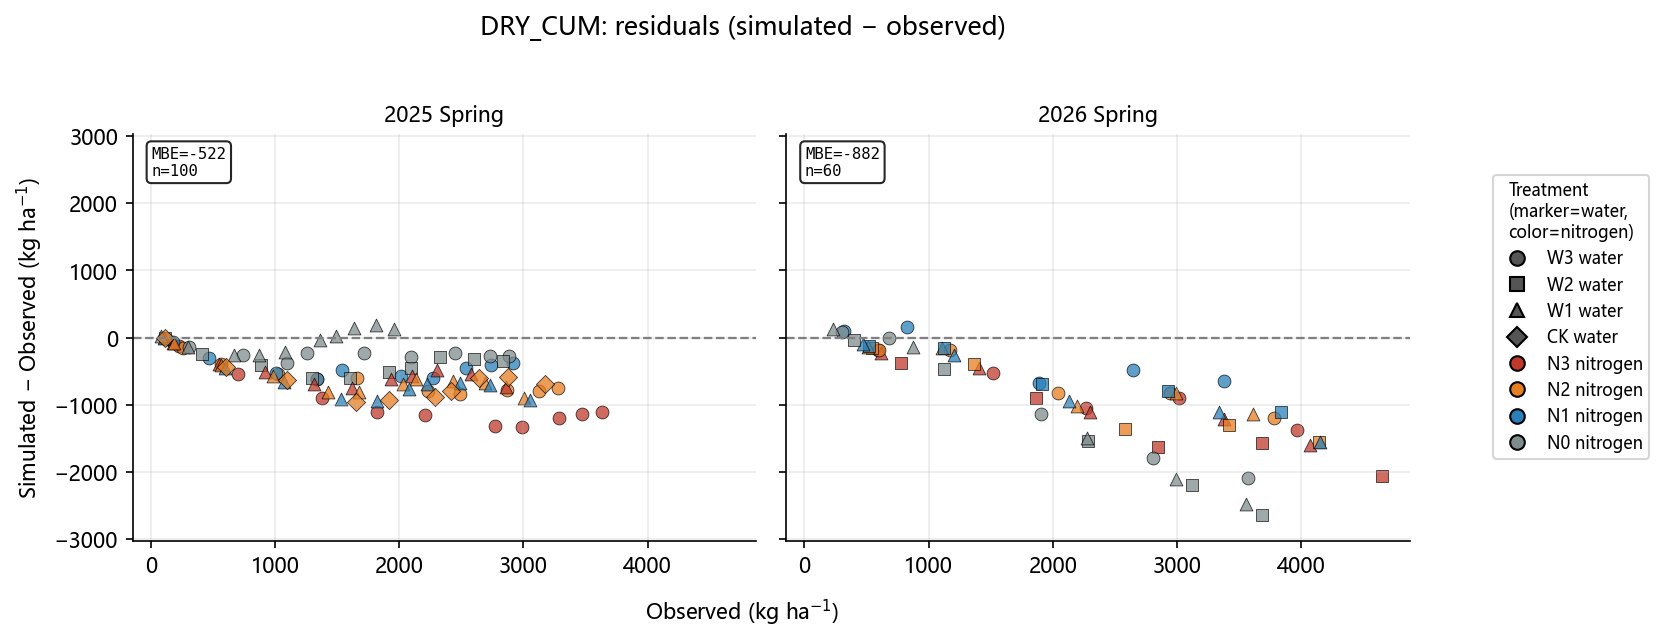 DRY_CUM: residuals (simulated − observed)
2025 Spring
2026 Spring
MBE=-522
n=100
MBE=-882
n=60
3000
2000
1000
0
−1000
−2000
−3000
Simulated − Observed (kg ha⁻¹)
0 1000 2000 3000 4000
0 1000 2000 3000 4000
Observed (kg ha⁻¹)
Treatment
(marker=water,
color=nitrogen)
W3 water
W2 water
W1 water
CK water
N3 nitrogen
N2 nitrogen
N1 nitrogen
N0 nitrogen